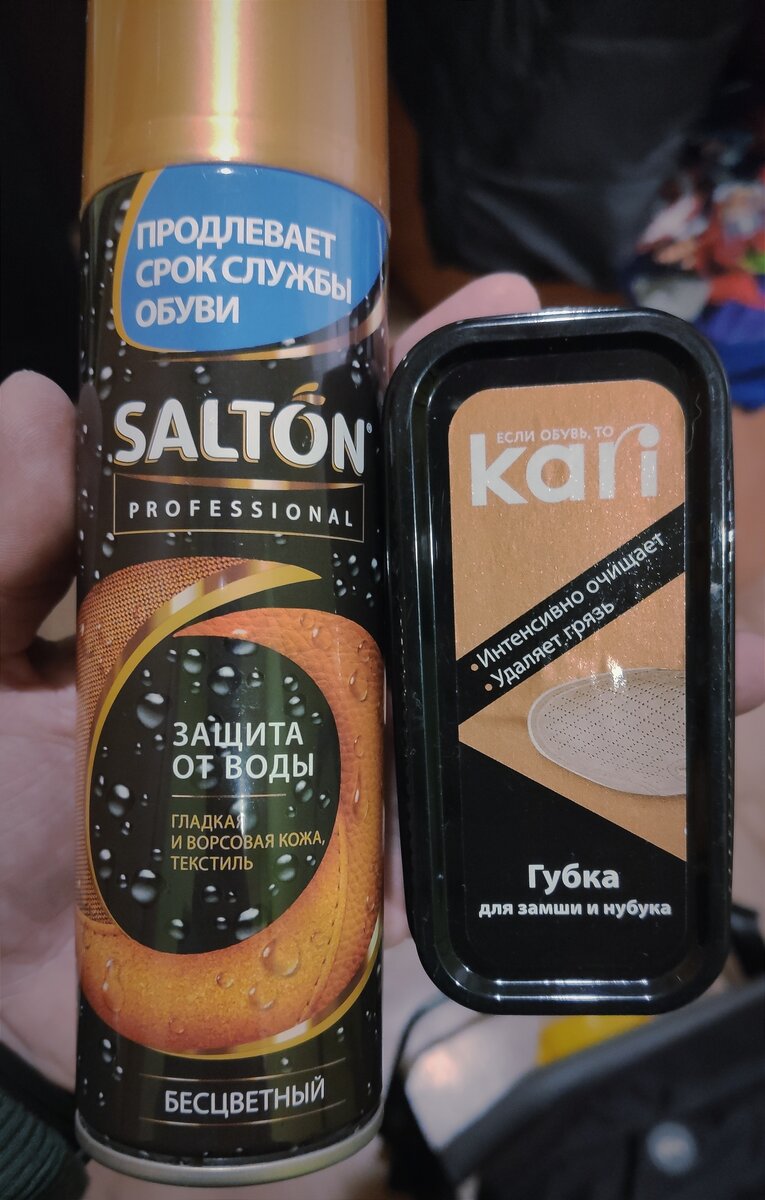 ПРОДЛЕВАЕТ
СРОК СЛУЖБЫ
ОБУВИ
SALTON
PROFESSIONAL
ЗАЩИТА
ОТ ВОДЫ
ГЛАДКАЯ
И ВОРСОВАЯ КОЖА,
ТЕКСТИЛЬ
БЕСЦВЕТНЫЙ
ЕСЛИ ОБУВЬ, ТО
kari
• Интенсивно очищает
• Удаляет грязь
Губка
для замши и нубука